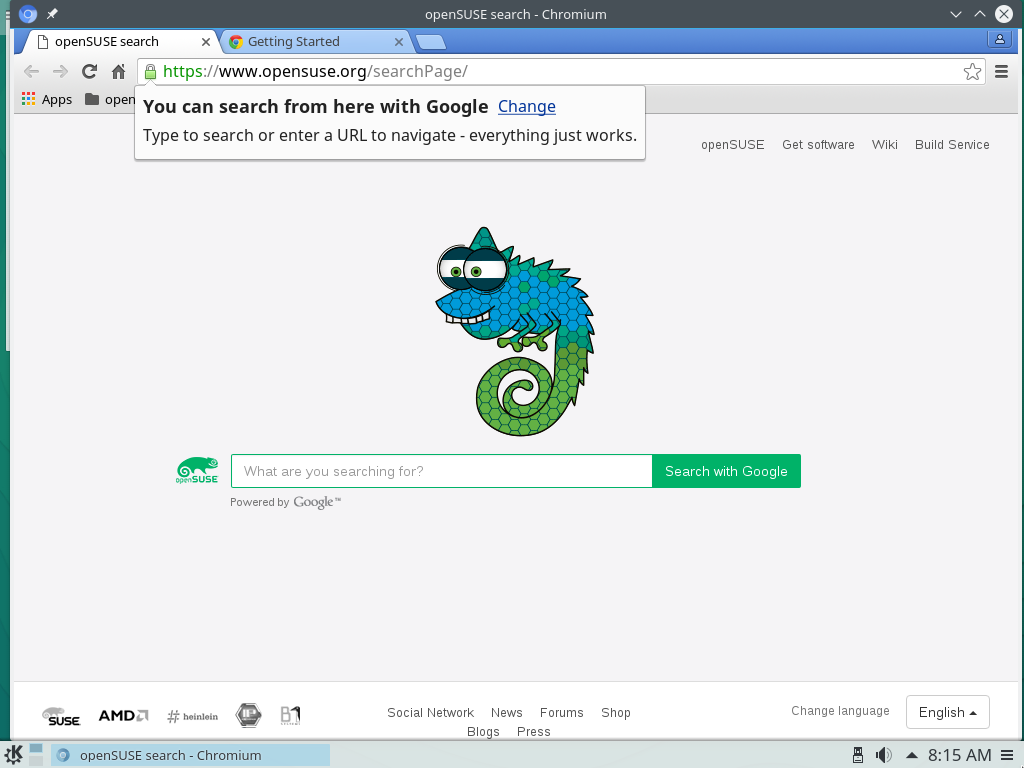 openSUSE search - Chromium
openSUSE search
Getting Started
https://www.opensuse.org/searchPage/
Apps
open
You can search from here with Google Change
Type to search or enter a URL to navigate - everything just works.
openSUSE Get software Wiki Build Service
openSUSE
What are you searching for?
Search with Google
Powered by Google™
SUSE
AMD
# heinlein
B1
Social Network News Forums Shop
Blogs Press
Change language
English
openSUSE search - Chromium
8:15 AM